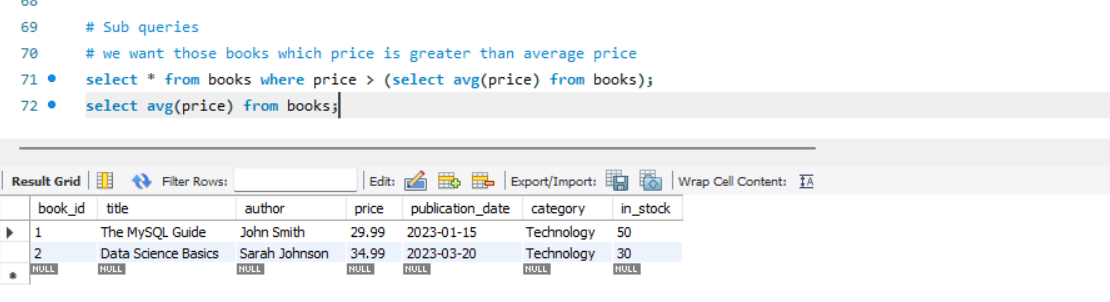 68
69 # Sub queries
70 # we want those books which price is greater than average price
71 select * from books where price > (select avg(price) from books);
72 select avg(price) from books;
Result Grid Filter Rows: Edit: Export/Import: Wrap Cell Content:
book_id title author price publication_date category in_stock
1 The MySQL Guide John Smith 29.99 2023-01-15 Technology 50
2 Data Science Basics Sarah Johnson 34.99 2023-03-20 Technology 30
NULL NULL NULL NULL NULL NULL NULL